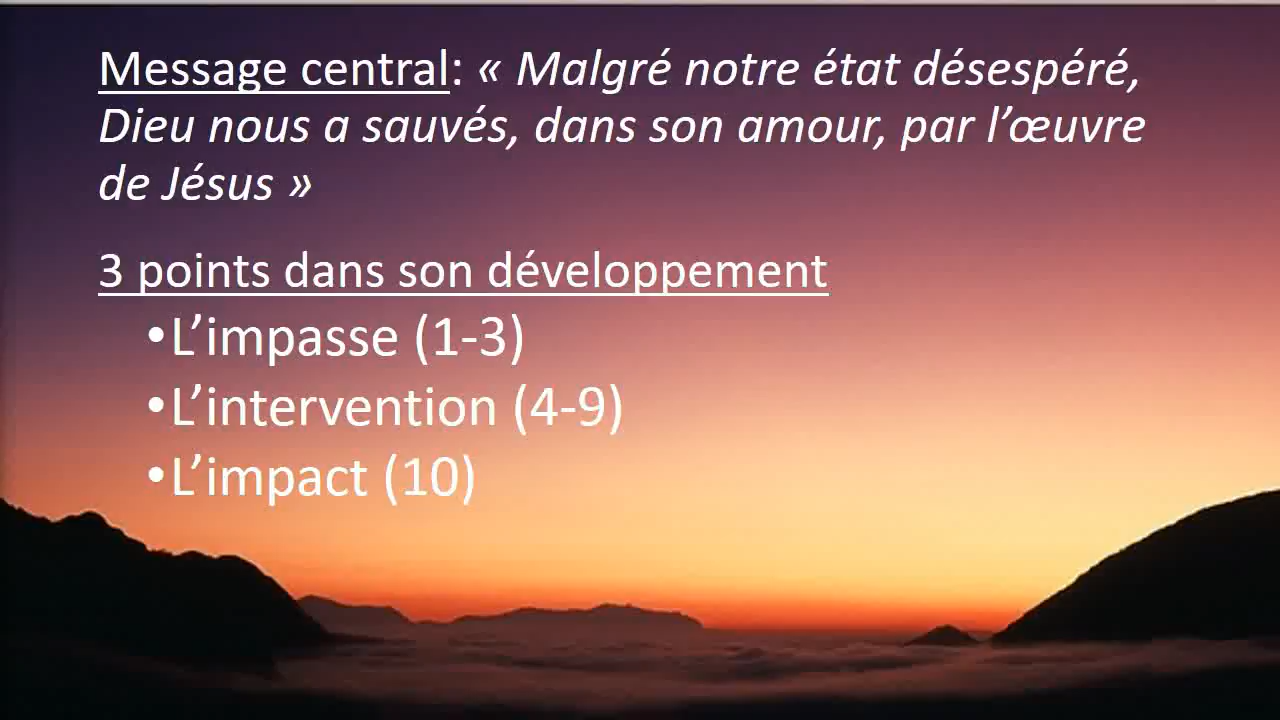 Message central: « Malgré notre état désespéré,
Dieu nous a sauvés, dans son amour, par l’œuvre
de Jésus »
3 points dans son développement
•L’impasse (1-3)
•L’intervention (4-9)
•L’impact (10)